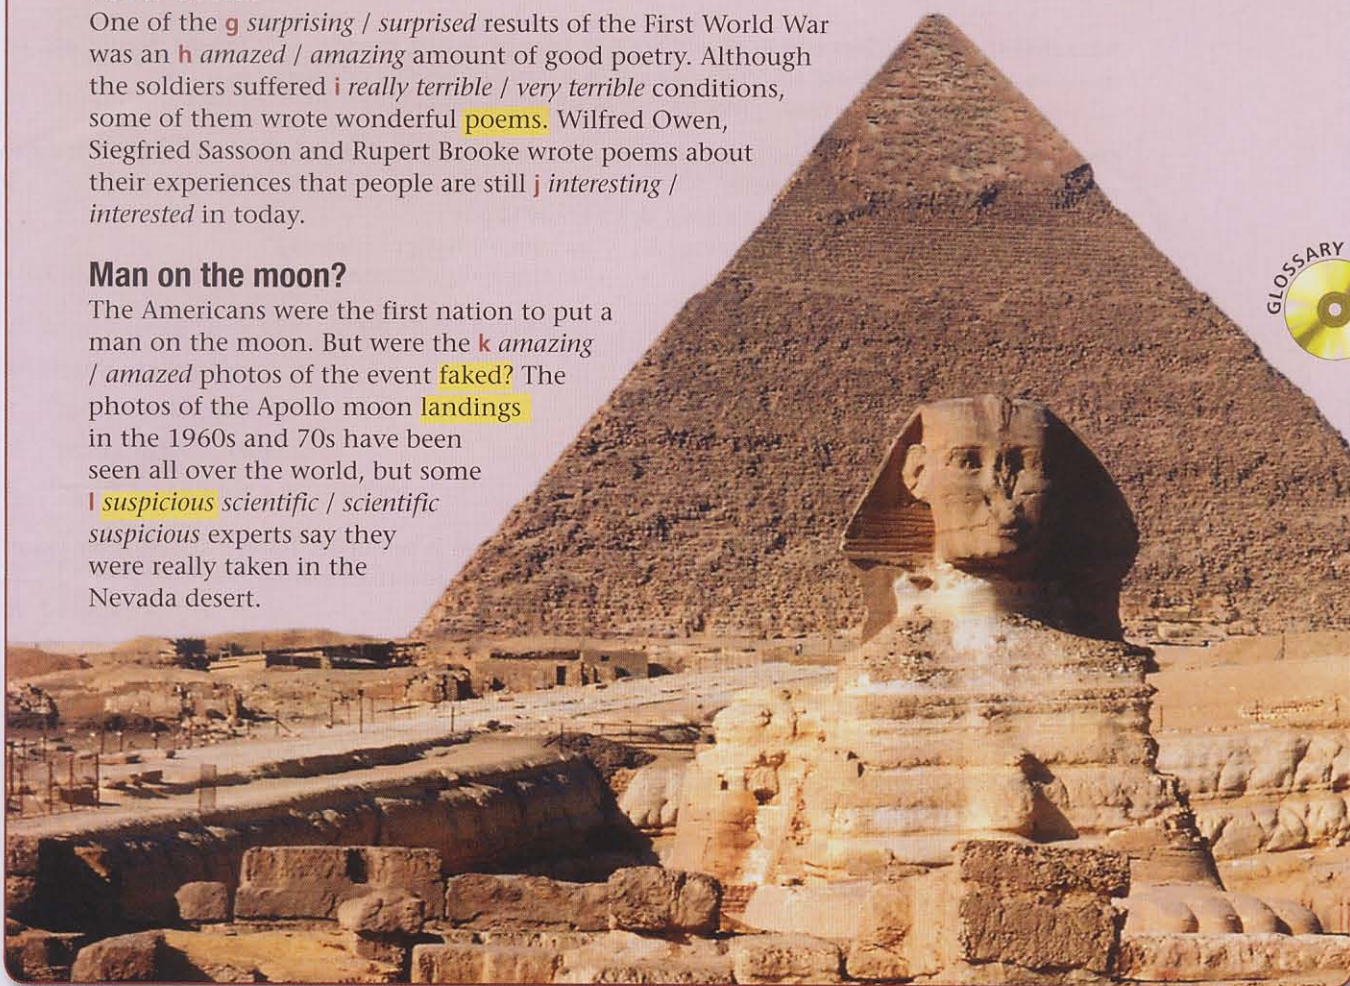 One of the g surprising / surprised results of the First World War
was an h amazed / amazing amount of good poetry. Although
the soldiers suffered i really terrible / very terrible conditions,
some of them wrote wonderful poems. Wilfred Owen,
Siegfried Sassoon and Rupert Brooke wrote poems about
their experiences that people are still j interesting /
interested in today.
Man on the moon?
The Americans were the first nation to put a
man on the moon. But were the k amazing
/ amazed photos of the event faked? The
photos of the Apollo moon landings
in the 1960s and 70s have been
seen all over the world, but some
l suspicious scientific / scientific
suspicious experts say they
were really taken in the
Nevada desert.
GLOSSARY